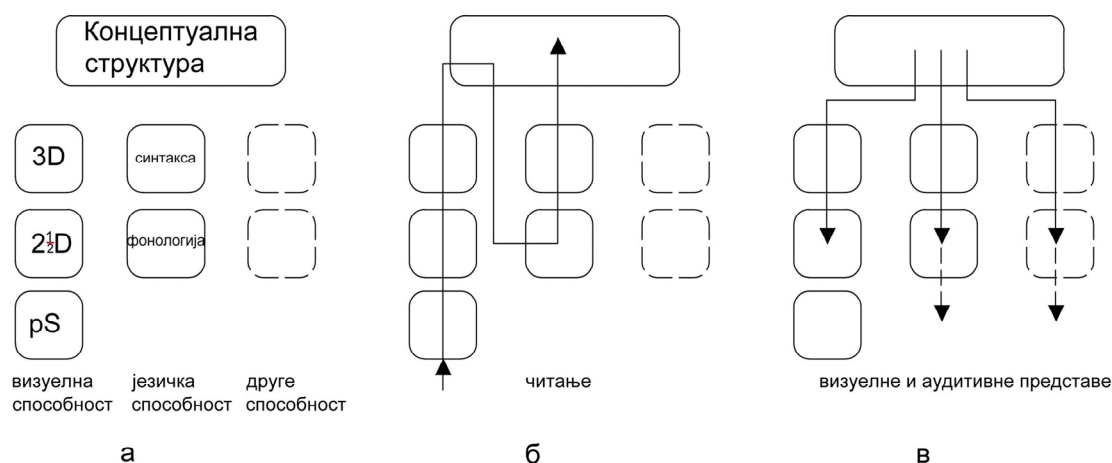 Концептуална
структура
3D
синтакса
2½D
фонологија
pS
визуелна
способност
језичка
способност
друге
способност
читање
визуелне и аудитивне представе
а
б
в